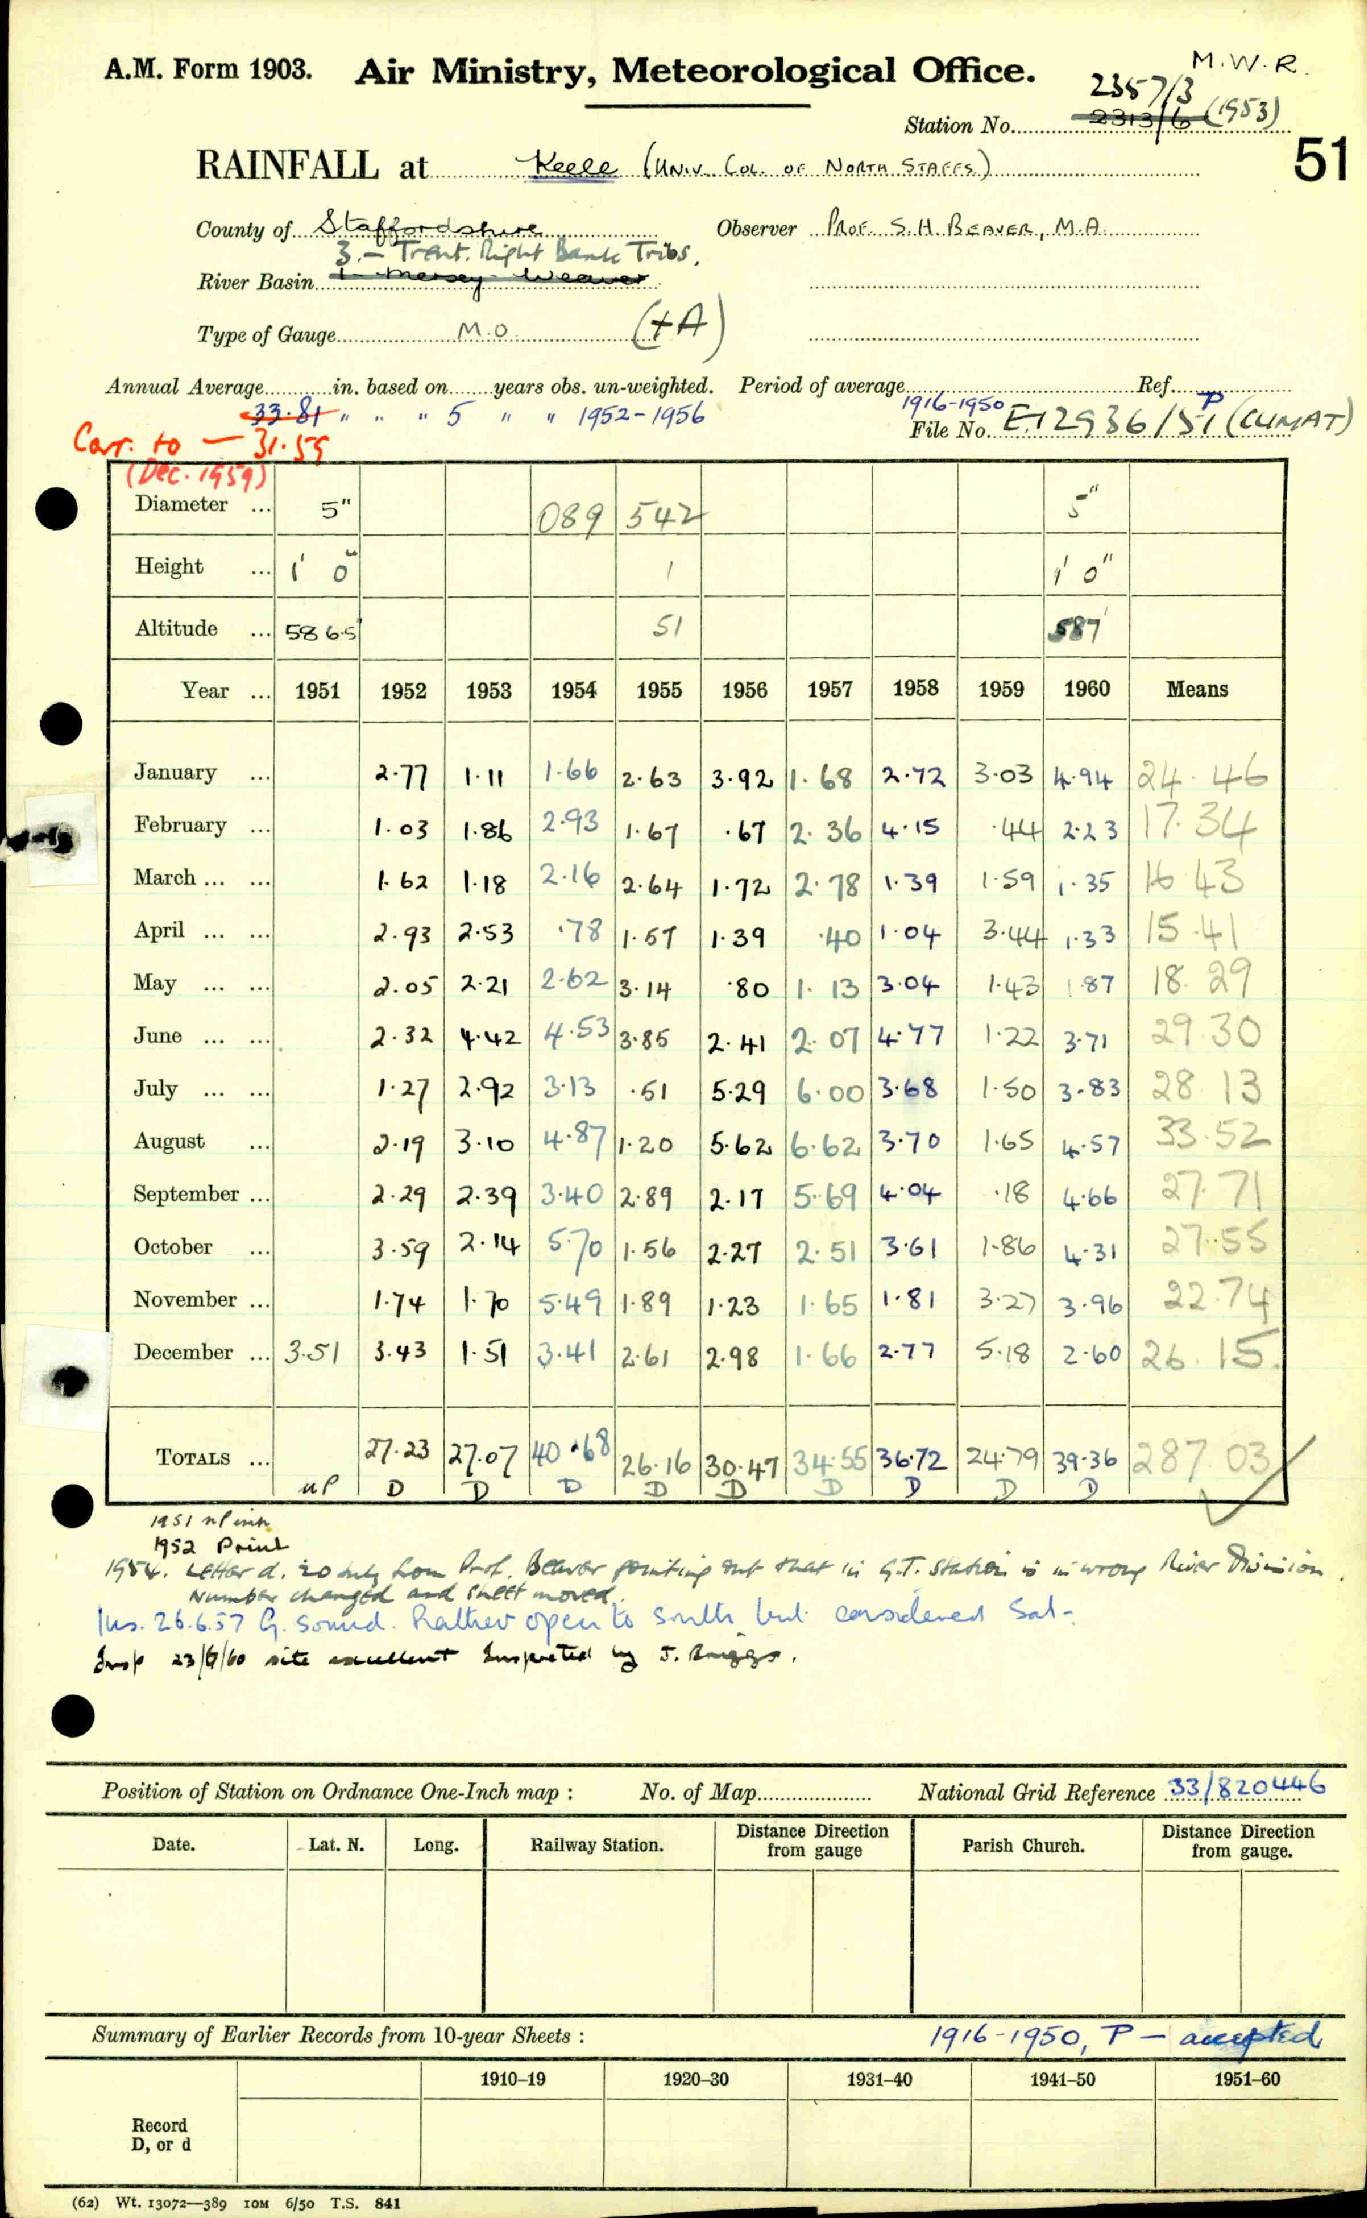 M.W.R.
A.M. Form 1903. Air Ministry, Meteorological Office.
2357/3
Station No. 2313/6 (1953)
51
RAINFALL at Keele (Univ. Col. of North Staffs)
County of Staffordshire Observer Prof. S.H. Beaver, M.A.
3.— Trent. Right Bank Tribs.
River Basin 1 — Mersey - Weaver
Type of Gauge M.O. (+A)
Annual Average in. based on years obs. un-weighted. Period of average Ref.
33.81 " " " 5 " " 1952-1956 1916-1950 P
File No. E12936/51 (CLIMAT)
Corr. to — 31.59
(Dec. 1959)
Diameter ... 5" 089 542 5"
Height ... 1' 0" 1 1' 0"
Altitude ... 586.5' 51 587'
Year ... 1951 1952 1953 1954 1955 1956 1957 1958 1959 1960 Means
January ... 2.77 1.11 1.66 2.63 3.92 1.68 2.72 3.03 4.94 24.46
February ... 1.03 1.86 2.93 1.67 .67 2.36 4.15 .44 2.23 17.34
March ... ... 1.62 1.18 2.16 2.64 1.72 2.78 1.39 1.59 1.35 16.43
April ... ... 2.93 2.53 .78 1.57 1.39 .40 1.04 3.44 1.33 15.41
May ... ... 2.05 2.21 2.62 3.14 .80 1.13 3.04 1.43 1.87 18.29
June ... ... 2.32 4.42 4.53 3.85 2.41 2.07 4.77 1.22 3.71 29.30
July ... ... 1.27 2.92 3.13 .51 5.29 6.00 3.68 1.50 3.83 28.13
August ... 2.19 3.10 4.87 1.20 5.62 6.62 3.70 1.65 4.57 33.52
September ... 2.29 2.39 3.40 2.89 2.17 5.69 4.04 .18 4.66 27.71
October ... 3.59 2.14 5.70 1.56 2.27 2.51 3.61 1.86 4.31 27.55
November ... 1.74 1.70 5.49 1.89 1.23 1.65 1.81 3.27 3.96 22.74
December ... 3.51 3.43 1.51 3.41 2.61 2.98 1.66 2.77 5.18 2.60 26.15
Totals ... 27.23 27.07 40.68 26.16 30.47 34.55 36.72 24.79 39.36 287.03
nP D D D D D D D D D
1951 nP
1952 Print
1954. Letter d. 20 July from Prof. Beaver pointing out that in G.T. station is in wrong River Division.
Number changed and sheet moved.
Ins. 26.6.57 G. sound. Rather open to South but considered Sat-
Insp 23/9/60 site excellent Inspected by J. Briggs.
Position of Station on Ordnance One-Inch map : No. of Map National Grid Reference 33/820446
Date. Lat. N. Long. Railway Station. Distance from gauge Direction Parish Church. Distance from gauge. Direction
Summary of Earlier Records from 10-year Sheets : 1916-1950, P — accepted
1910–19 1920–30 1931–40 1941–50 1951–60
Record
D, or d
(62) Wt. 13072—389 10M 6/50 T.S. 841